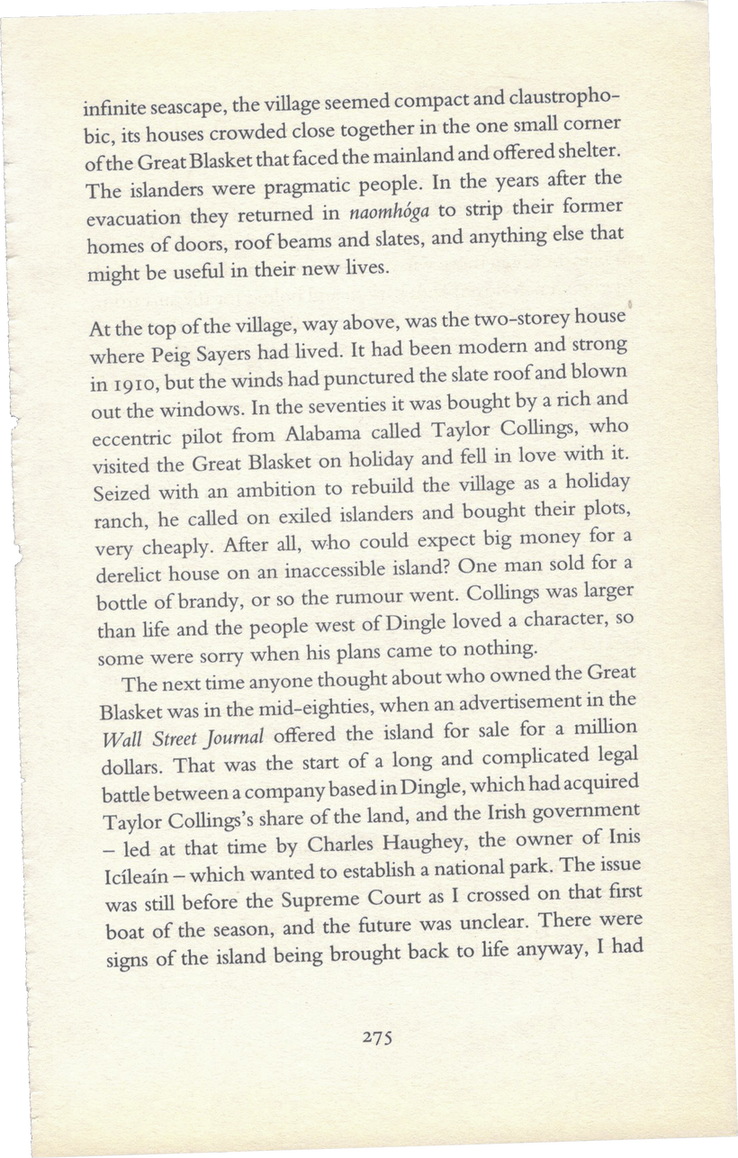 infinite seascape, the village seemed compact and claustropho-
bic, its houses crowded close together in the one small corner
of the Great Blasket that faced the mainland and offered shelter.
The islanders were pragmatic people. In the years after the
evacuation they returned in naomhóga to strip their former
homes of doors, roof beams and slates, and anything else that
might be useful in their new lives.
At the top of the village, way above, was the two-storey house
where Peig Sayers had lived. It had been modern and strong
in 1910, but the winds had punctured the slate roof and blown
out the windows. In the seventies it was bought by a rich and
eccentric pilot from Alabama called Taylor Collings, who
visited the Great Blasket on holiday and fell in love with it.
Seized with an ambition to rebuild the village as a holiday
ranch, he called on exiled islanders and bought their plots,
very cheaply. After all, who could expect big money for a
derelict house on an inaccessible island? One man sold for a
bottle of brandy, or so the rumour went. Collings was larger
than life and the people west of Dingle loved a character, so
some were sorry when his plans came to nothing.
The next time anyone thought about who owned the Great
Blasket was in the mid-eighties, when an advertisement in the
Wall Street Journal offered the island for sale for a million
dollars. That was the start of a long and complicated legal
battle between a company based in Dingle, which had acquired
Taylor Collings's share of the land, and the Irish government
– led at that time by Charles Haughey, the owner of Inis
Icíleaín – which wanted to establish a national park. The issue
was still before the Supreme Court as I crossed on that first
boat of the season, and the future was unclear. There were
signs of the island being brought back to life anyway, I had
275